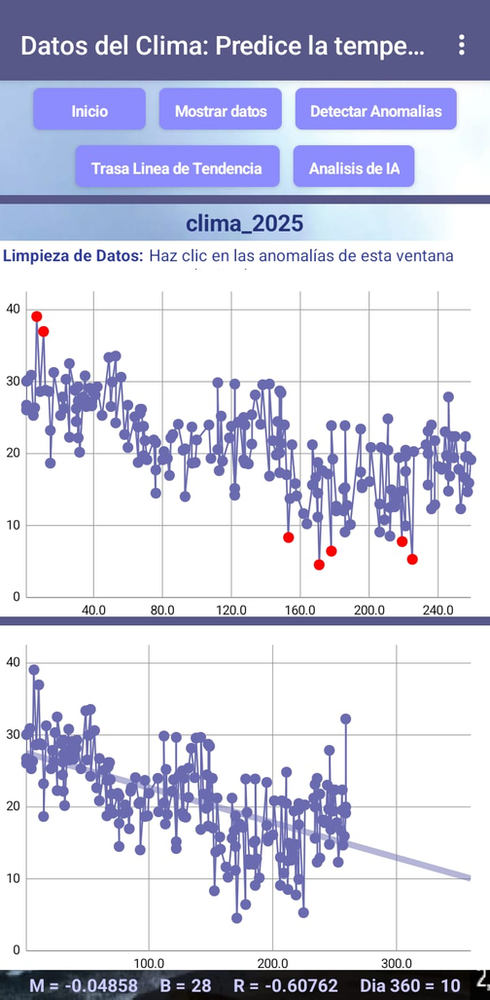 Datos del Clima: Predice la tempe...
Inicio
Mostrar datos
Detectar Anomalias
Trasa Linea de Tendencia
Analisis de IA
clima_2025
Limpieza de Datos: Haz clic en las anomalías de esta ventana
40
30
20
10
0
40.0 80.0 120.0 160.0 200.0 240.0
40
30
20
10
0
100.0 200.0 300.0
M = -0.04858 B = 28 R = -0.60762 Dia 360 = 10